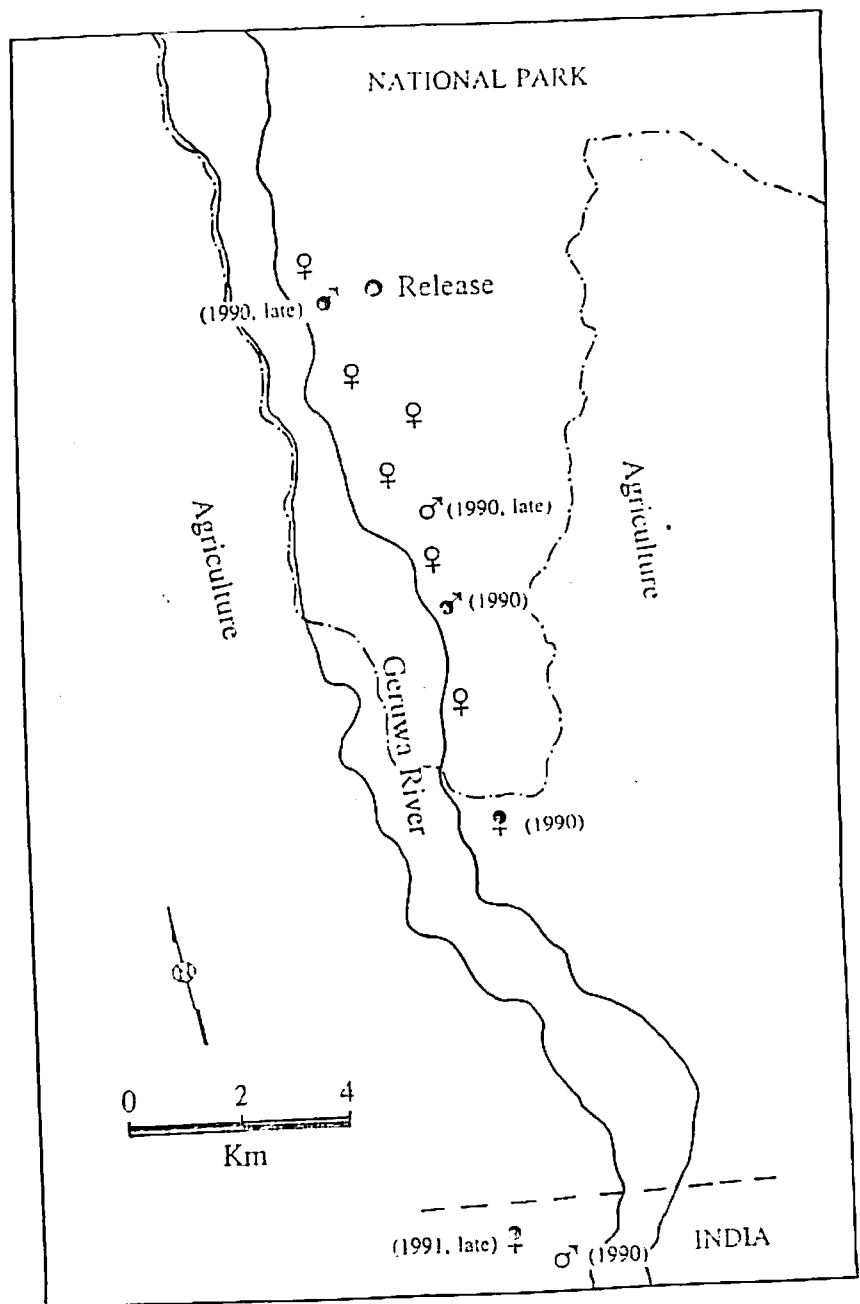 NATIONAL PARK
♀
(1990, late) ♂
Release
♀
♀
♀
♂ (1990, late)
♀
♂ (1990)
♀
♀ (1990)
Agriculture
Agriculture
Geruwa River
0 2 4
Km
(1991, late) ♀
♂ (1990)
INDIA